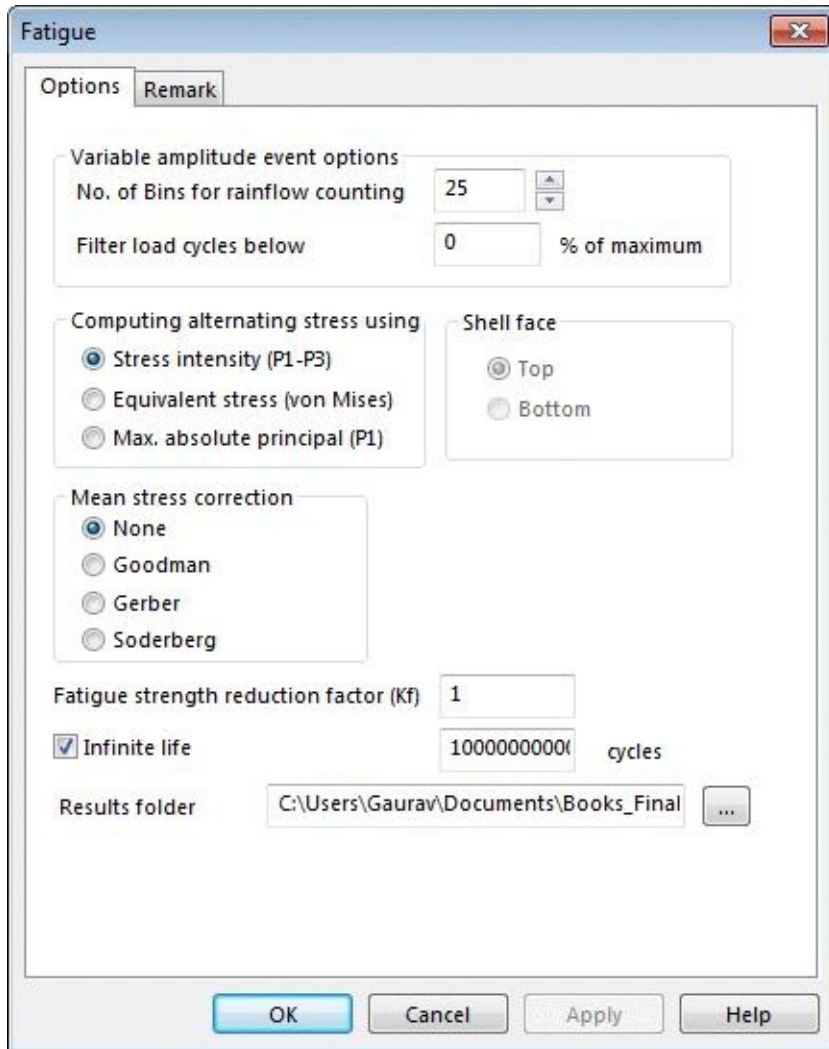 Fatigue
Options Remark
Variable amplitude event options
No. of Bins for rainflow counting 25
Filter load cycles below 0 % of maximum
Computing alternating stress using
Stress intensity (P1-P3)
Equivalent stress (von Mises)
Max. absolute principal (P1)
Shell face
Top
Bottom
Mean stress correction
None
Goodman
Gerber
Soderberg
Fatigue strength reduction factor (Kf) 1
Infinite life 1000000000 cycles
Results folder C:\Users\Gaurav\Documents\Books_Final ...
OK Cancel Apply Help